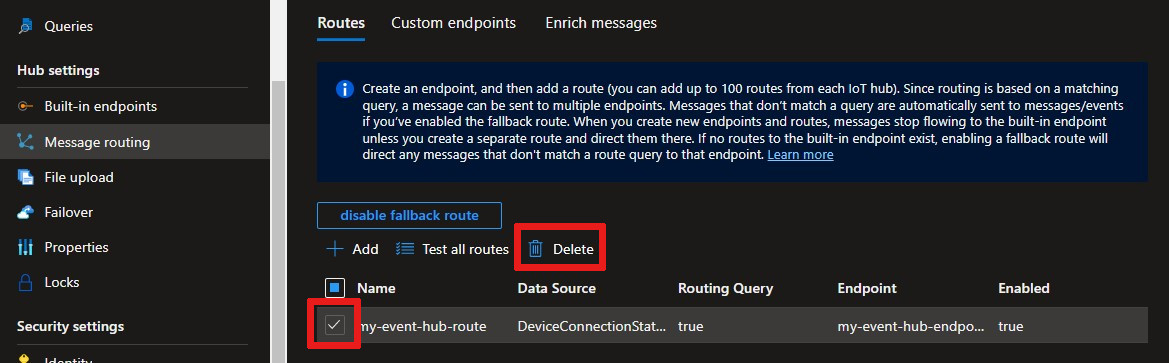 Queries
Hub settings
Built-in endpoints
Message routing
File upload
Failover
Properties
Locks
Security settings
Identity
Routes Custom endpoints Enrich messages
Create an endpoint, and then add a route (you can add up to 100 routes from each IoT hub). Since routing is based on a matching
query, a message can be sent to multiple endpoints. Messages that don't match a query are automatically sent to messages/events
if you've enabled the fallback route. When you create new endpoints and routes, messages stop flowing to the built-in endpoint
unless you create a separate route and direct them there. If no routes to the built-in endpoint exist, enabling a fallback route will
direct any messages that don't match a route query to that endpoint. Learn more
disable fallback route
Add Test all routes Delete
Name Data Source Routing Query Endpoint Enabled
my-event-hub-route DeviceConnectionStat... true my-event-hub-endpo... true